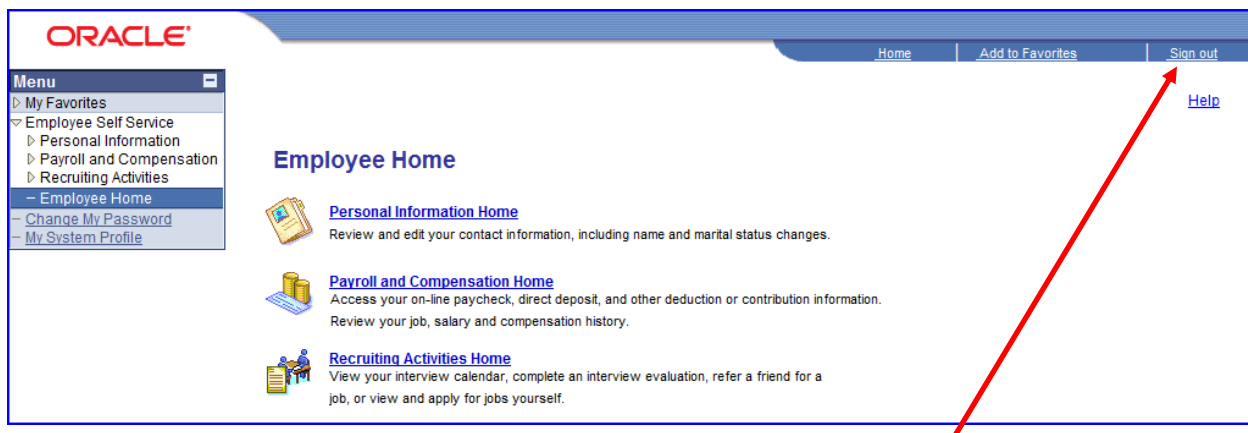 ORACLE
Home Add to Favorites Sign out
Help
Menu
My Favorites
Employee Self Service
Personal Information
Payroll and Compensation
Recruiting Activities
– Employee Home
– Change My Password
– My System Profile
Employee Home
Personal Information Home
Review and edit your contact information, including name and marital status changes.
Payroll and Compensation Home
Access your on-line paycheck, direct deposit, and other deduction or contribution information.
Review your job, salary and compensation history.
Recruiting Activities Home
View your interview calendar, complete an interview evaluation, refer a friend for a
job, or view and apply for jobs yourself.